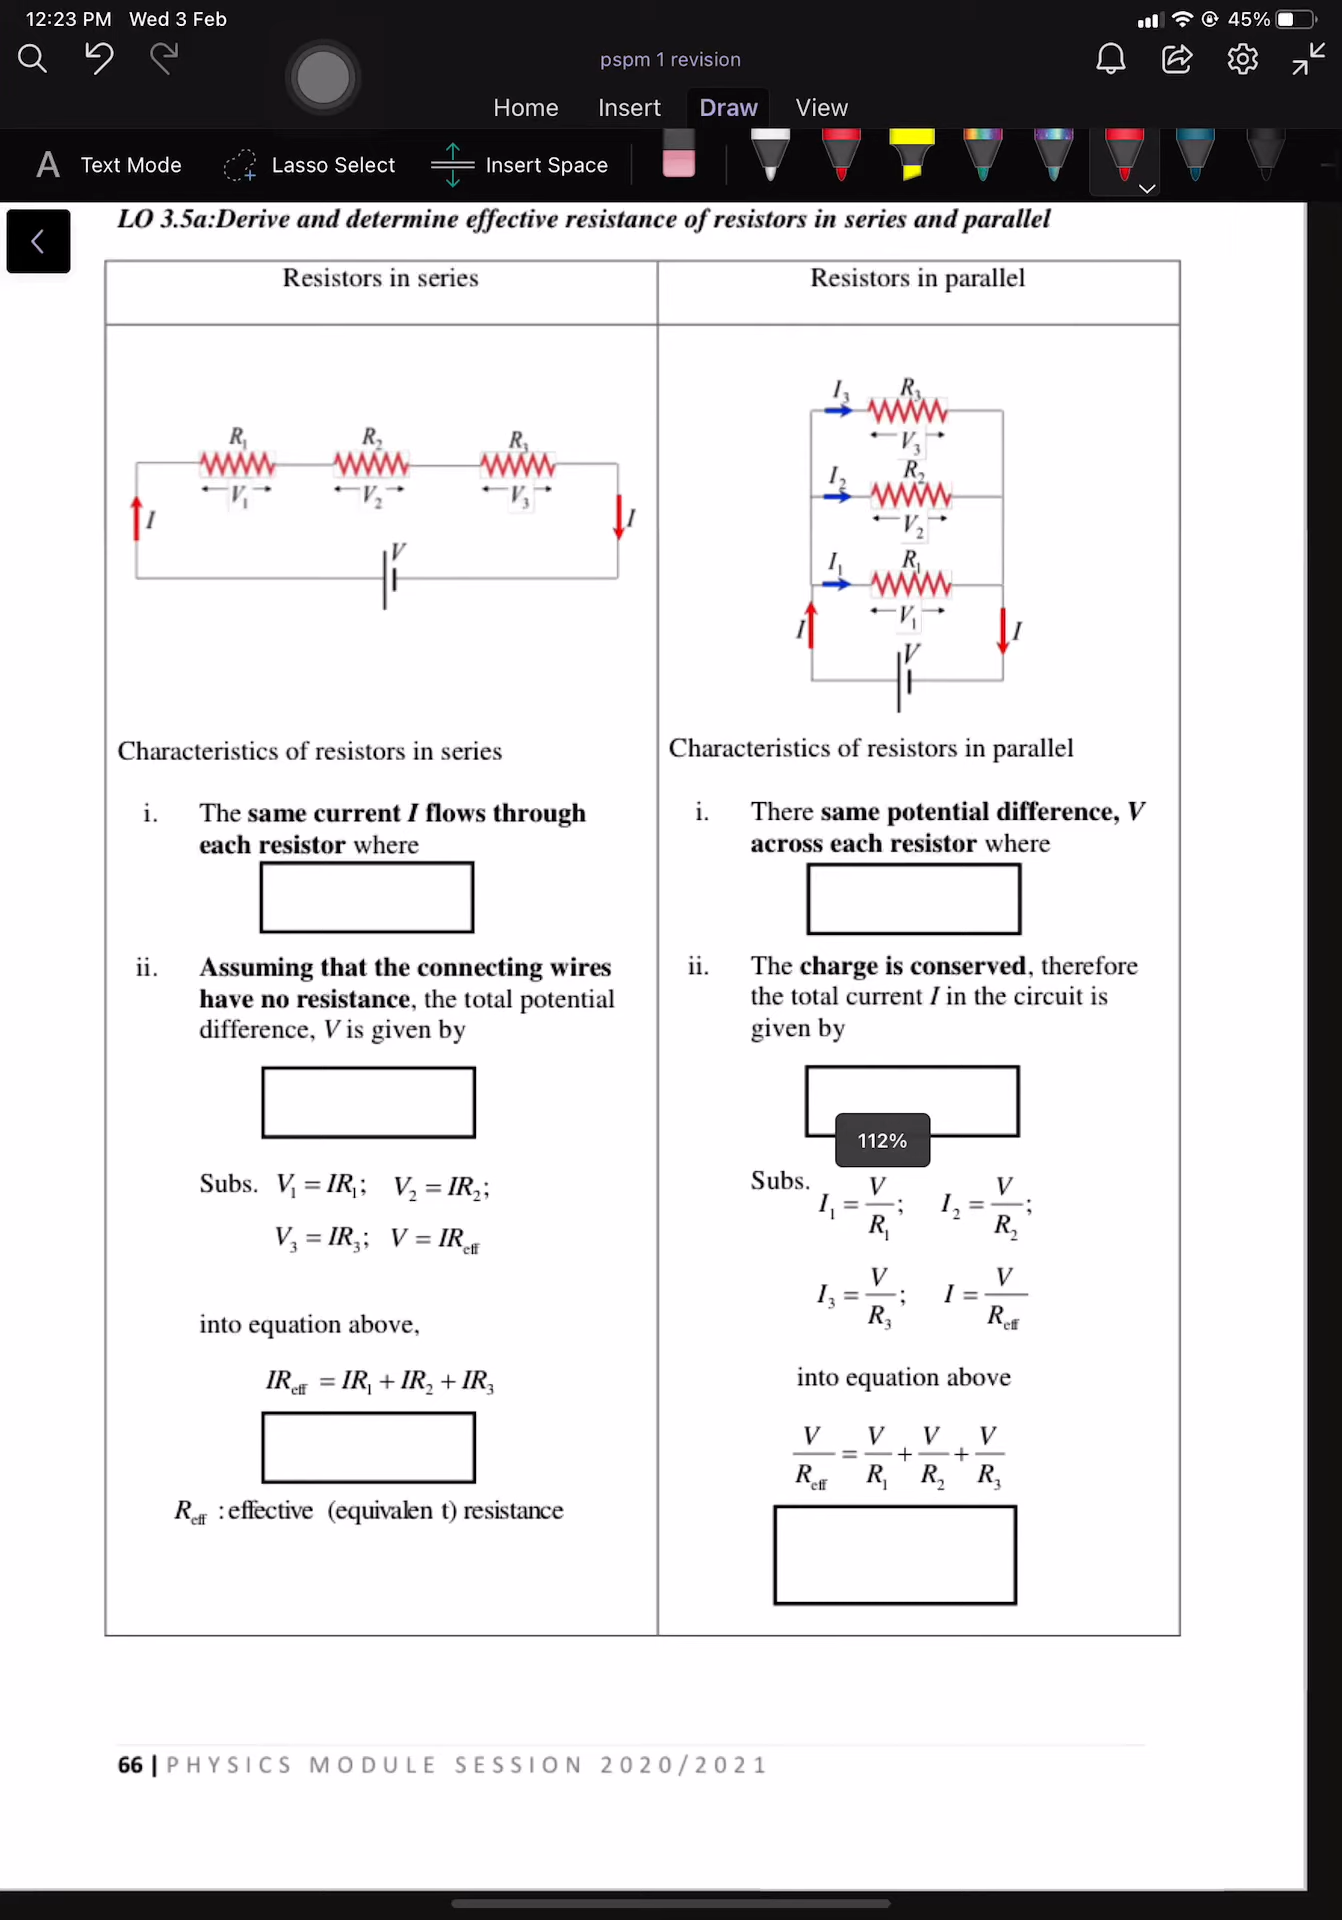 12:23 PM Wed 3 Feb
45%
pspm 1 revision
Home Insert Draw View
A Text Mode Lasso Select Insert Space
LO 3.5a:Derive and determine effective resistance of resistors in series and parallel
Resistors in series
R₁ R₂ R₃
V₁ V₂ V₃
I I
V
Characteristics of resistors in series
i. The same current I flows through
each resistor where
ii. Assuming that the connecting wires
have no resistance, the total potential
difference, V is given by
Subs. V₁ = IR₁; V₂ = IR₂;
V₃ = IR₃; V = IR_eff
into equation above,
IR_eff = IR₁ + IR₂ + IR₃
R_eff : effective (equivalen t) resistance
Resistors in parallel
I₃ R₃
V₃
I₂ R₂
V₂
I₁ R₁
V₁
I I
V
Characteristics of resistors in parallel
i. There same potential difference, V
across each resistor where
ii. The charge is conserved, therefore
the total current I in the circuit is
given by
112%
Subs. I₁ = V/R₁; I₂ = V/R₂;
I₃ = V/R₃; I = V/R_eff
into equation above
V/R_eff = V/R₁ + V/R₂ + V/R₃
66 | PHYSICS MODULE SESSION 2020/2021